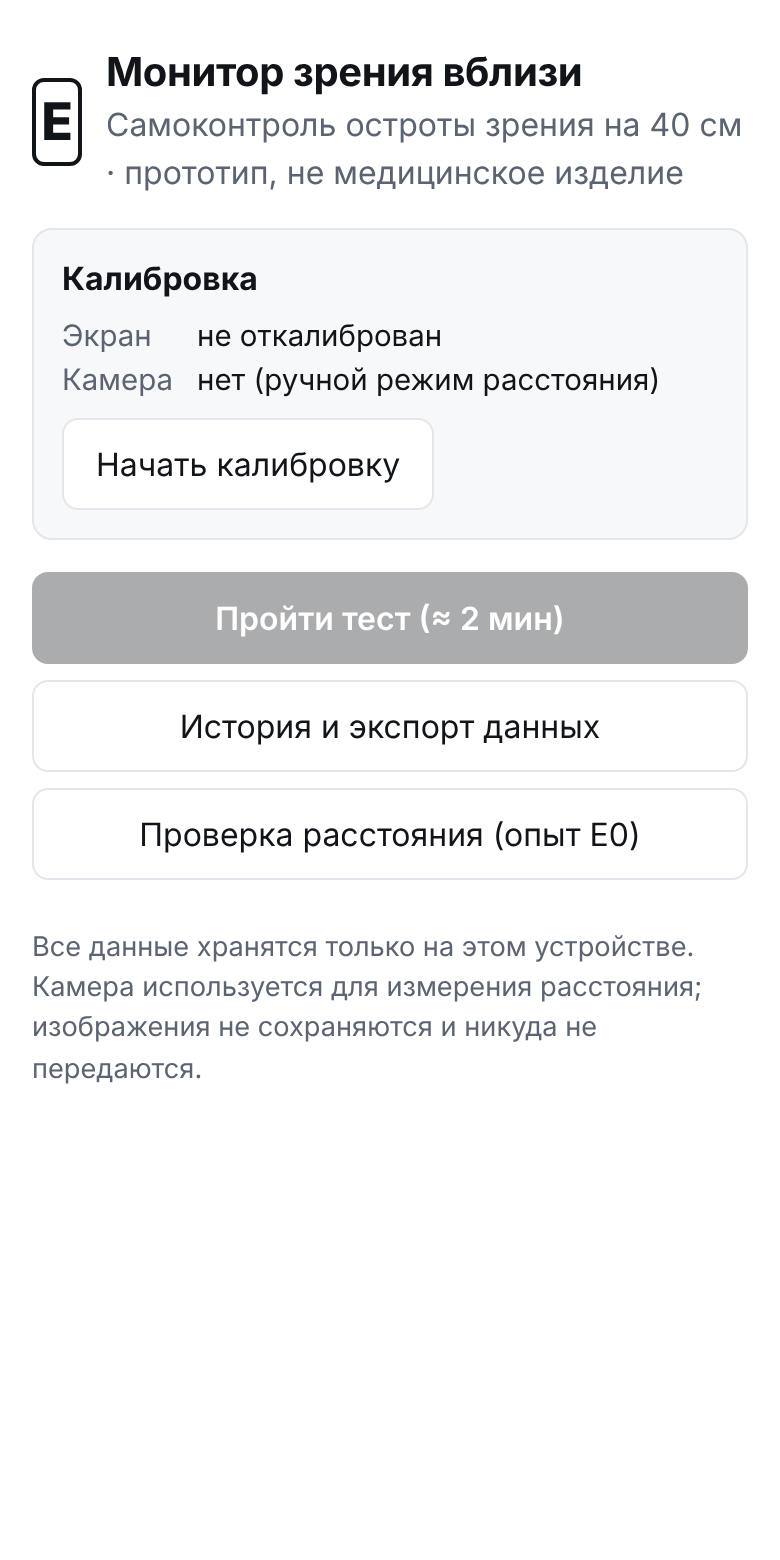 E
Монитор зрения вблизи
Самоконтроль остроты зрения на 40 см
· прототип, не медицинское изделие
Калибровка
Экран не откалиброван
Камера нет (ручной режим расстояния)
Начать калибровку
Пройти тест (≈ 2 мин)
История и экспорт данных
Проверка расстояния (опыт E0)
Все данные хранятся только на этом устройстве.
Камера используется для измерения расстояния;
изображения не сохраняются и никуда не
передаются.